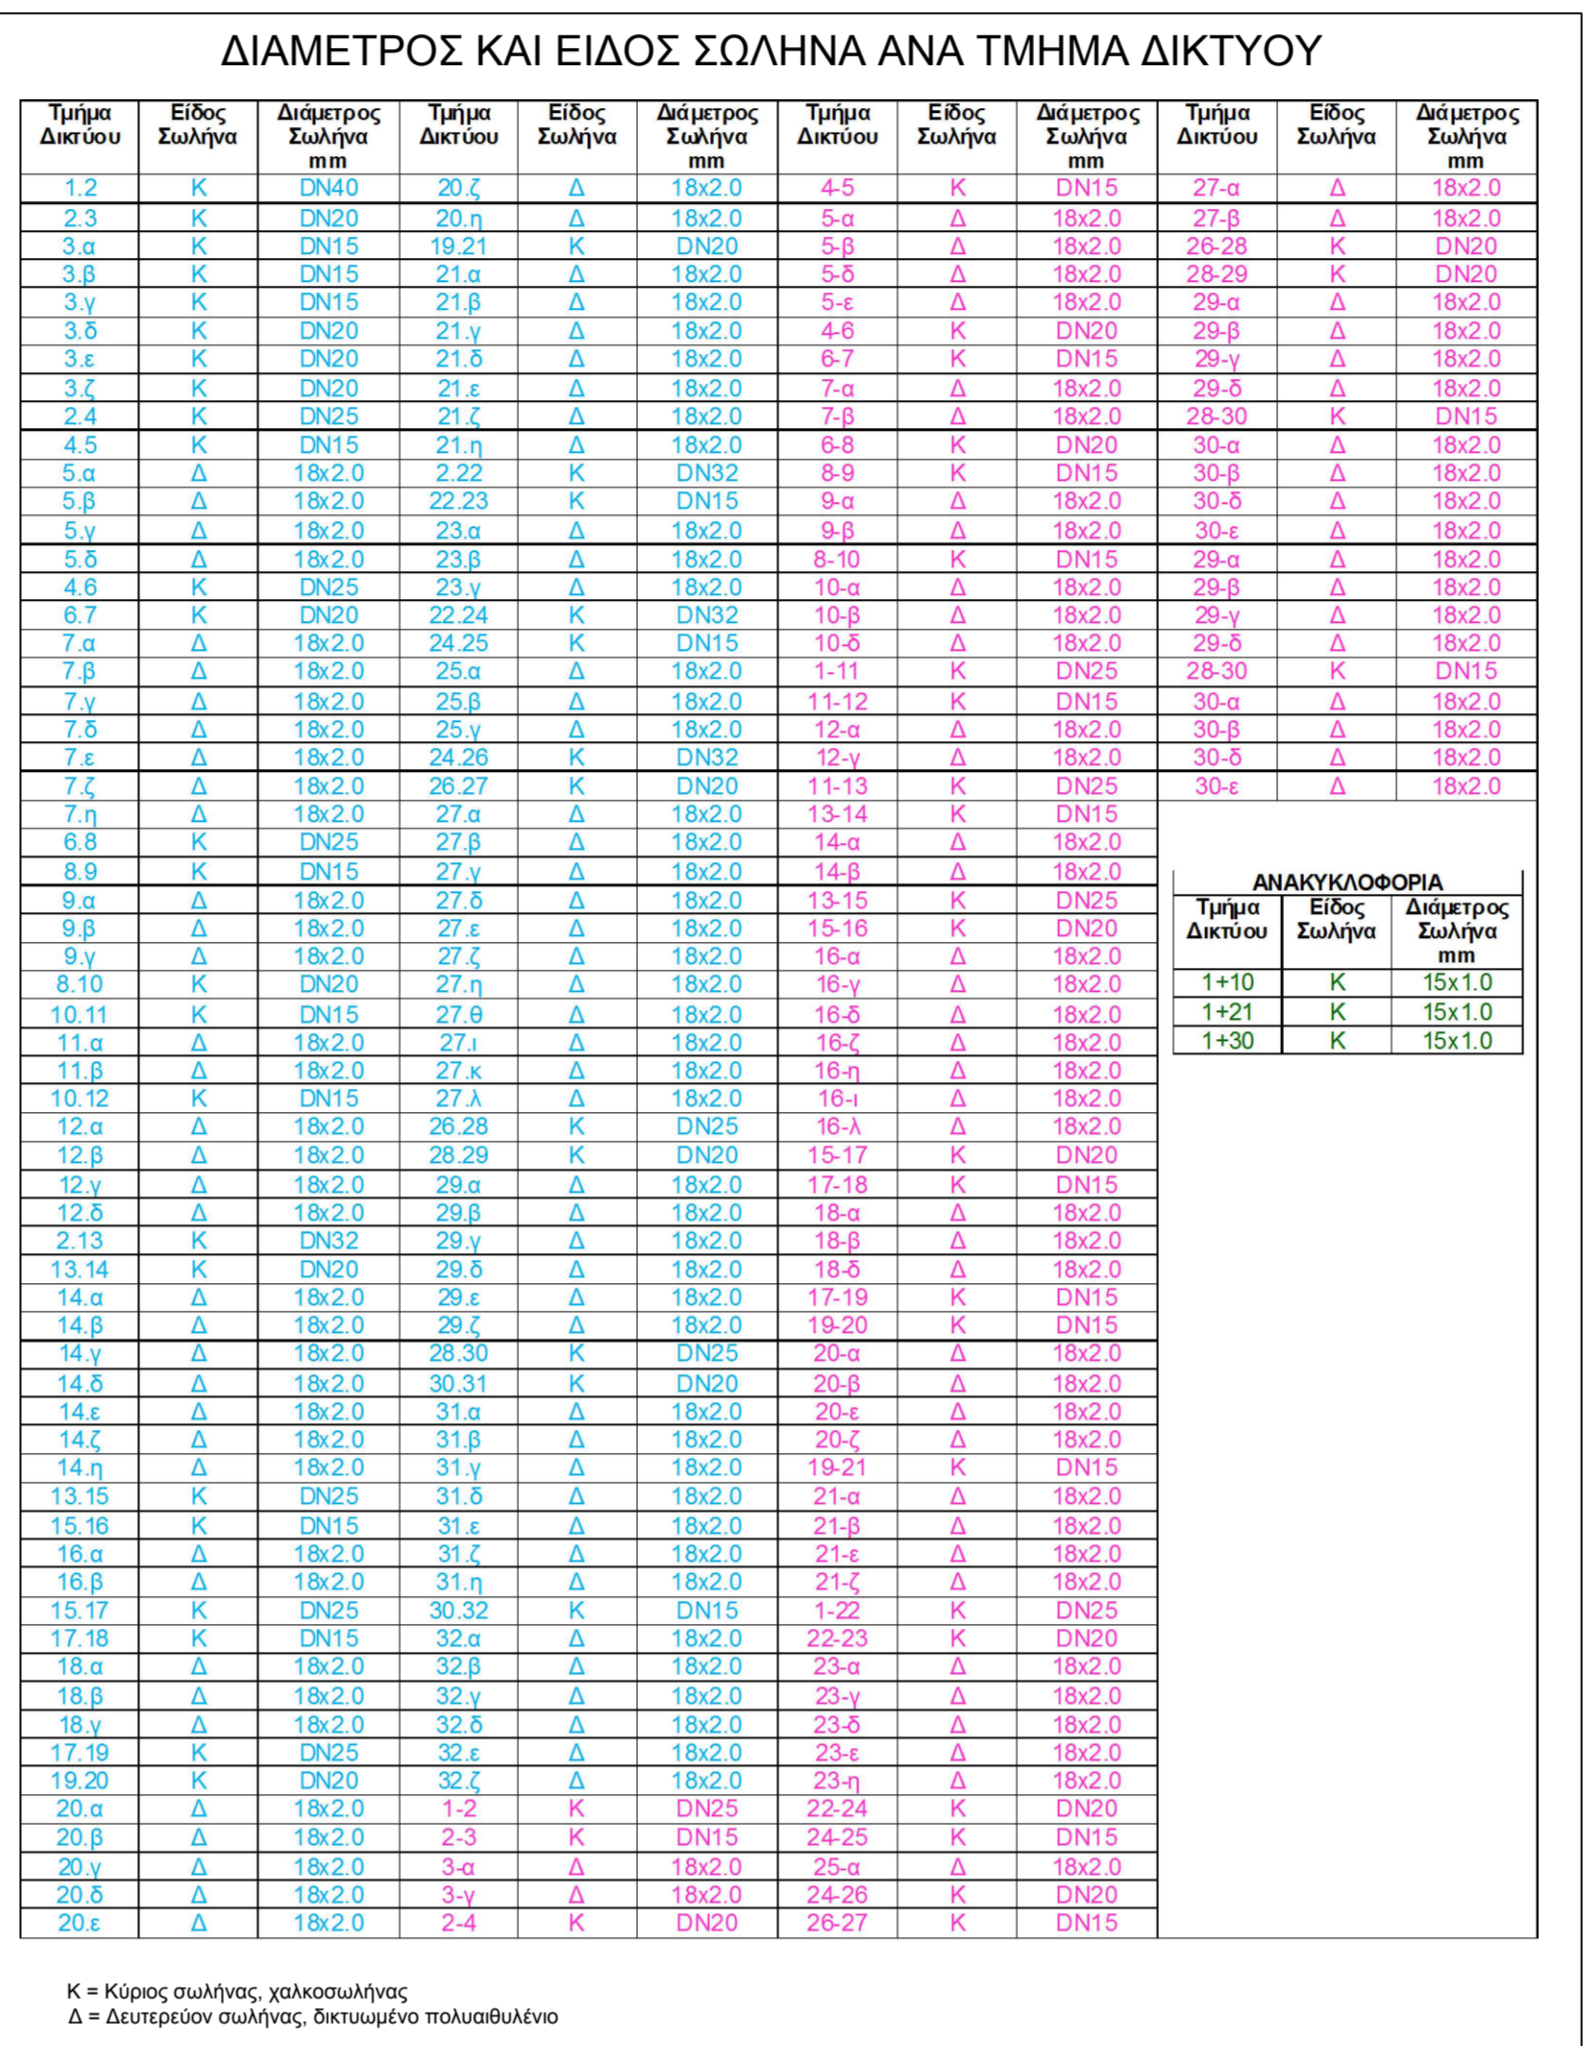 ΔΙΑΜΕΤΡΟΣ ΚΑΙ ΕΙΔΟΣ ΣΩΛΗΝΑ ΑΝΑ ΤΜΗΜΑ ΔΙΚΤΥΟΥ
Τμήμα Είδος Διάμετρος Τμήμα Είδος Διάμετρος Τμήμα Είδος Διάμετρος Τμήμα Είδος Διάμετρος
Δικτύου Σωλήνα Σωλήνα Δικτύου Σωλήνα Σωλήνα Δικτύου Σωλήνα Σωλήνα Δικτύου Σωλήνα Σωλήνα
mm mm mm mm
1.2 Κ DN40 20.ζ Δ 18x2.0 4-5 Κ DN15 27-α Δ 18x2.0
2.3 Κ DN20 20.η Δ 18x2.0 5-α Δ 18x2.0 27-β Δ 18x2.0
3.α Κ DN15 19.21 Κ DN20 5-β Δ 18x2.0 26-28 Κ DN20
3.β Κ DN15 21.α Δ 18x2.0 5-δ Δ 18x2.0 28-29 Κ DN20
3.γ Κ DN15 21.β Δ 18x2.0 5-ε Δ 18x2.0 29-α Δ 18x2.0
3.δ Κ DN20 21.γ Δ 18x2.0 4-6 Κ DN20 29-β Δ 18x2.0
3.ε Κ DN20 21.δ Δ 18x2.0 6-7 Κ DN15 29-γ Δ 18x2.0
3.ζ Κ DN20 21.ε Δ 18x2.0 7-α Δ 18x2.0 29-δ Δ 18x2.0
2.4 Κ DN25 21.ζ Δ 18x2.0 7-β Δ 18x2.0 28-30 Κ DN15
4.5 Κ DN15 21.η Δ 18x2.0 6-8 Κ DN20 30-α Δ 18x2.0
5.α Δ 18x2.0 2.22 Κ DN32 8-9 Κ DN15 30-β Δ 18x2.0
5.β Δ 18x2.0 22.23 Κ DN15 9-α Δ 18x2.0 30-δ Δ 18x2.0
5.γ Δ 18x2.0 23.α Δ 18x2.0 9-β Δ 18x2.0 30-ε Δ 18x2.0
5.δ Δ 18x2.0 23.β Δ 18x2.0 8-10 Κ DN15 29-α Δ 18x2.0
4.6 Κ DN25 23.γ Δ 18x2.0 10-α Δ 18x2.0 29-β Δ 18x2.0
6.7 Κ DN20 22.24 Κ DN32 10-β Δ 18x2.0 29-γ Δ 18x2.0
7.α Δ 18x2.0 24.25 Κ DN15 10-δ Δ 18x2.0 29-δ Δ 18x2.0
7.β Δ 18x2.0 25.α Δ 18x2.0 1-11 Κ DN25 28-30 Κ DN15
7.γ Δ 18x2.0 25.β Δ 18x2.0 11-12 Κ DN15 30-α Δ 18x2.0
7.δ Δ 18x2.0 25.γ Δ 18x2.0 12-α Δ 18x2.0 30-β Δ 18x2.0
7.ε Δ 18x2.0 24.26 Κ DN32 12-γ Δ 18x2.0 30-δ Δ 18x2.0
7.ζ Δ 18x2.0 26.27 Κ DN20 11-13 Κ DN25 30-ε Δ 18x2.0
7.η Δ 18x2.0 27.α Δ 18x2.0 13-14 Κ DN15
6.8 Κ DN25 27.β Δ 18x2.0 14-α Δ 18x2.0
8.9 Κ DN15 27.γ Δ 18x2.0 14-β Δ 18x2.0
9.α Δ 18x2.0 27.δ Δ 18x2.0 13-15 Κ DN25
9.β Δ 18x2.0 27.ε Δ 18x2.0 15-16 Κ DN20
9.γ Δ 18x2.0 27.ζ Δ 18x2.0 16-α Δ 18x2.0
8.10 Κ DN20 27.η Δ 18x2.0 16-γ Δ 18x2.0
10.11 Κ DN15 27.θ Δ 18x2.0 16-δ Δ 18x2.0
11.α Δ 18x2.0 27.ι Δ 18x2.0 16-ζ Δ 18x2.0
11.β Δ 18x2.0 27.κ Δ 18x2.0 16-η Δ 18x2.0
10.12 Κ DN15 27.λ Δ 18x2.0 16-ι Δ 18x2.0
12.α Δ 18x2.0 26.28 Κ DN25 16-λ Δ 18x2.0
12.β Δ 18x2.0 28.29 Κ DN20 15-17 Κ DN20
12.γ Δ 18x2.0 29.α Δ 18x2.0 17-18 Κ DN15
12.δ Δ 18x2.0 29.β Δ 18x2.0 18-α Δ 18x2.0
2.13 Κ DN32 29.γ Δ 18x2.0 18-β Δ 18x2.0
13.14 Κ DN20 29.δ Δ 18x2.0 18-δ Δ 18x2.0
14.α Δ 18x2.0 29.ε Δ 18x2.0 17-19 Κ DN15
14.β Δ 18x2.0 29.ζ Δ 18x2.0 19-20 Κ DN15
14.γ Δ 18x2.0 28.30 Κ DN25 20-α Δ 18x2.0
14.δ Δ 18x2.0 30.31 Κ DN20 20-β Δ 18x2.0
14.ε Δ 18x2.0 31.α Δ 18x2.0 20-ε Δ 18x2.0
14.ζ Δ 18x2.0 31.β Δ 18x2.0 20-ζ Δ 18x2.0
14.η Δ 18x2.0 31.γ Δ 18x2.0 19-21 Κ DN15
13.15 Κ DN25 31.δ Δ 18x2.0 21-α Δ 18x2.0
15.16 Κ DN15 31.ε Δ 18x2.0 21-β Δ 18x2.0
16.α Δ 18x2.0 31.ζ Δ 18x2.0 21-ε Δ 18x2.0
16.β Δ 18x2.0 31.η Δ 18x2.0 21-ζ Δ 18x2.0
15.17 Κ DN25 30.32 Κ DN15 1-22 Κ DN25
17.18 Κ DN15 32.α Δ 18x2.0 22-23 Κ DN20
18.α Δ 18x2.0 32.β Δ 18x2.0 23-α Δ 18x2.0
18.β Δ 18x2.0 32.γ Δ 18x2.0 23-γ Δ 18x2.0
18.γ Δ 18x2.0 32.δ Δ 18x2.0 23-δ Δ 18x2.0
17.19 Κ DN25 32.ε Δ 18x2.0 23-ε Δ 18x2.0
19.20 Κ DN20 32.ζ Δ 18x2.0 23-η Δ 18x2.0
20.α Δ 18x2.0 1-2 Κ DN25 22-24 Κ DN20
20.β Δ 18x2.0 2-3 Κ DN15 24-25 Κ DN15
20.γ Δ 18x2.0 3-α Δ 18x2.0 25-α Δ 18x2.0
20.δ Δ 18x2.0 3-γ Δ 18x2.0 24-26 Κ DN20
20.ε Δ 18x2.0 2-4 Κ DN20 26-27 Κ DN15
ΑΝΑΚΥΚΛΟΦΟΡΙΑ
Τμήμα Είδος Διάμετρος
Δικτύου Σωλήνα Σωλήνα
mm
1+10 Κ 15x1.0
1+21 Κ 15x1.0
1+30 Κ 15x1.0
Κ = Κύριος σωλήνας, χαλκοσωλήνας
Δ = Δευτερεύον σωλήνας, δικτυωμένο πολυαιθυλένιο